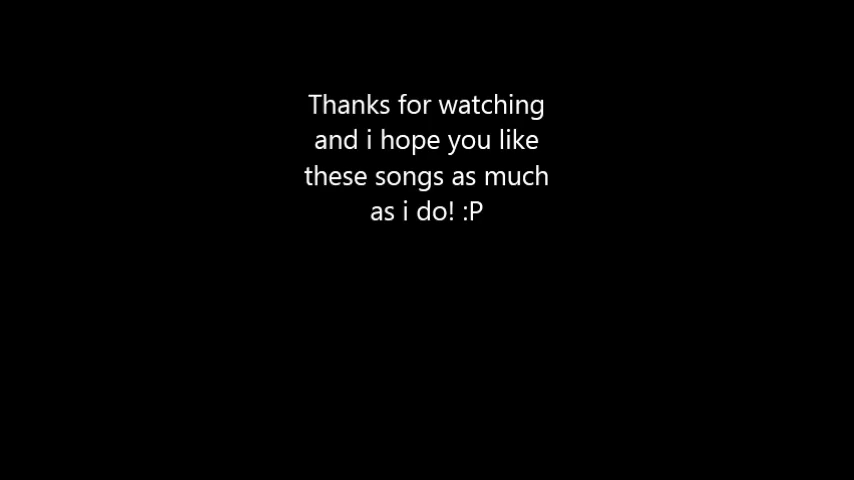 Thanks for watching
and i hope you like
these songs as much
as i do! :P